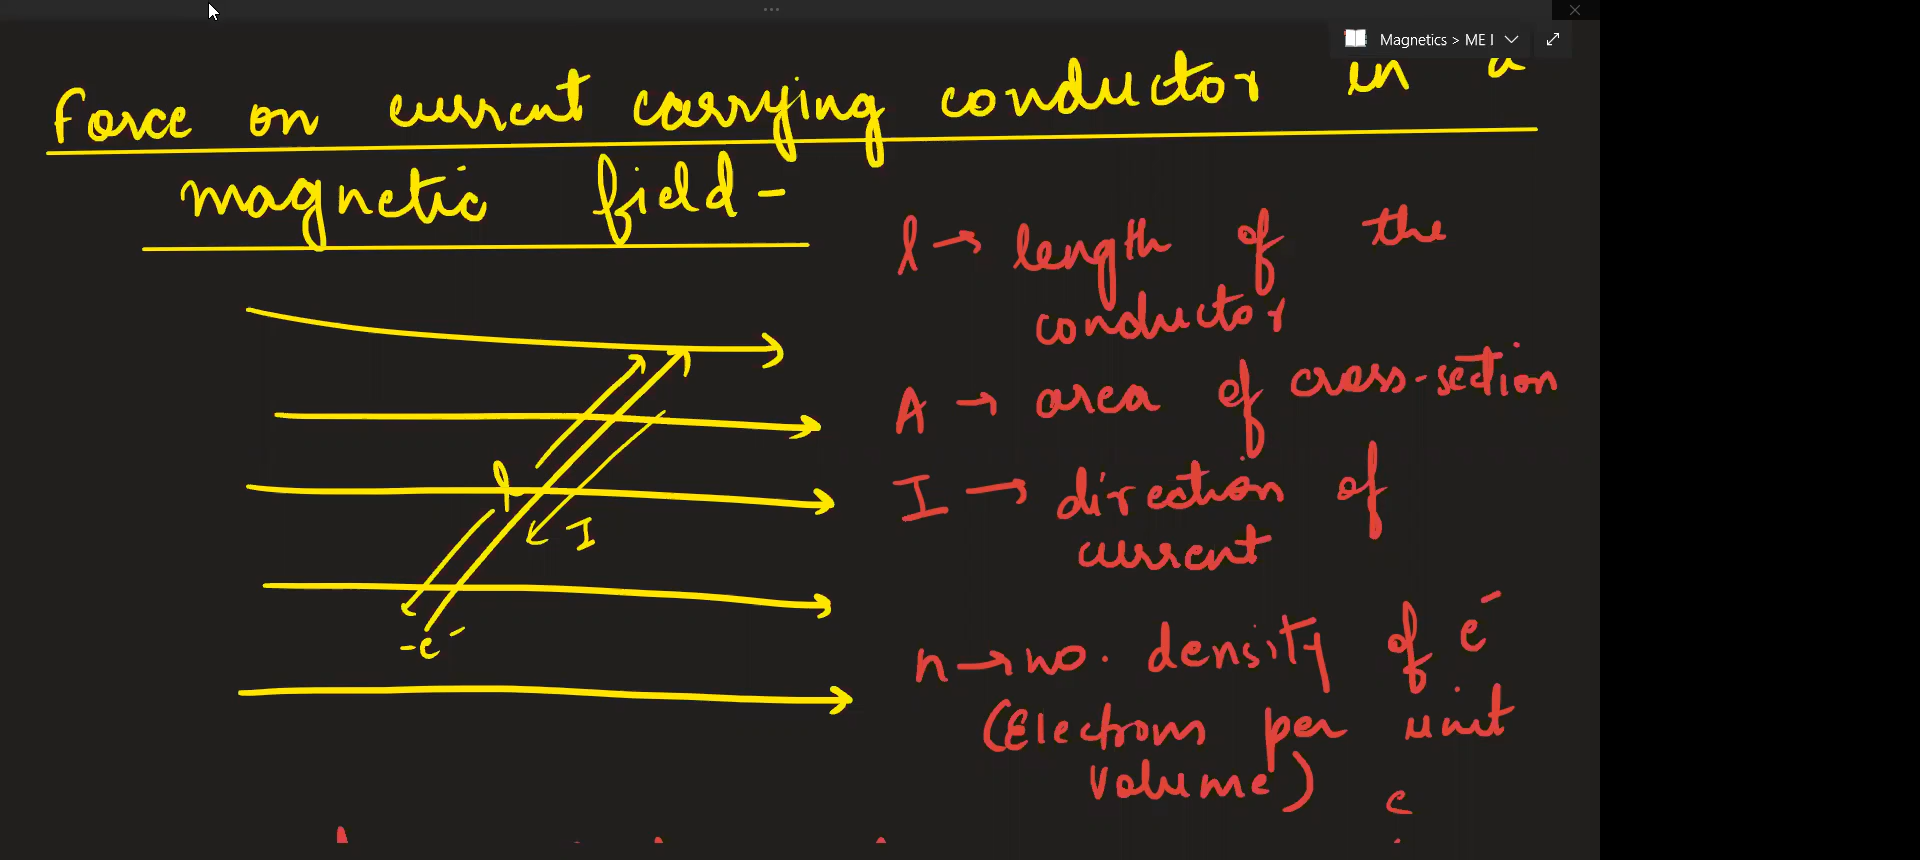 Magnetics > ME I
Force on current carrying conductor in a
magnetic field -
l → length of the
conductor
A → area of cross-section
I → direction of
current
l
I
-e⁻
n → no. density of e⁻
(Electrons per unit
volume)